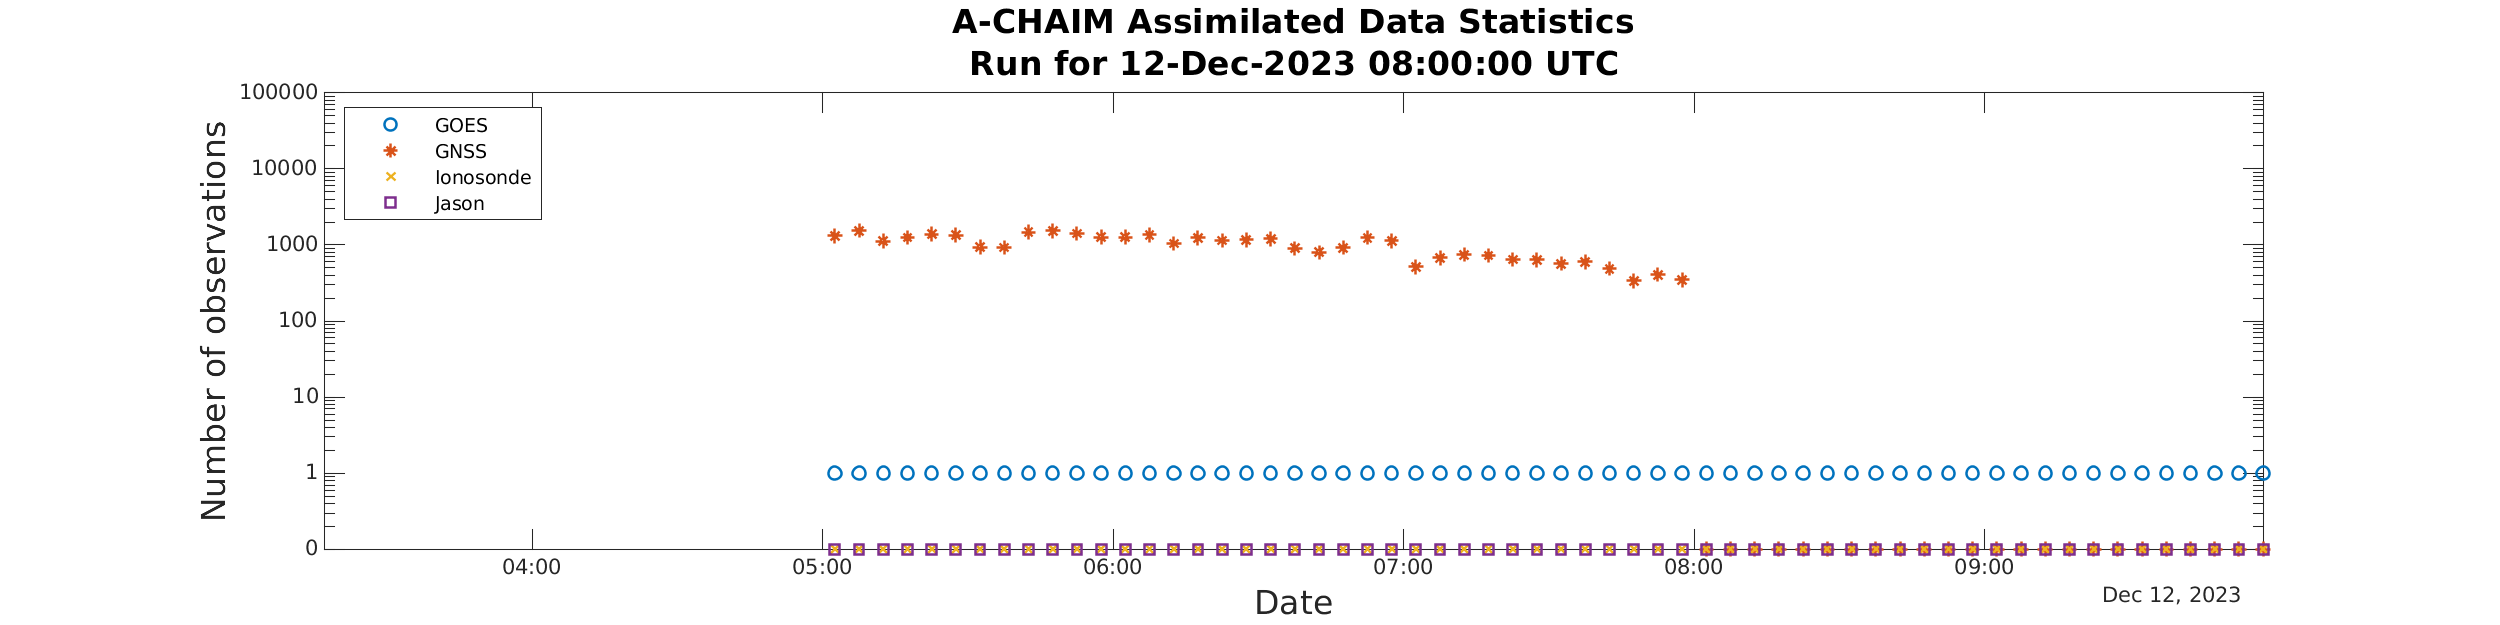 A-CHAIM Assimilated Data Statistics
Run for 12-Dec-2023 08:00:00 UTC
100000
10000
1000
100
10
1
0
Number of observations
GOES
GNSS
Ionosonde
Jason
04:00 05:00 06:00 07:00 08:00 09:00
Date
Dec 12, 2023